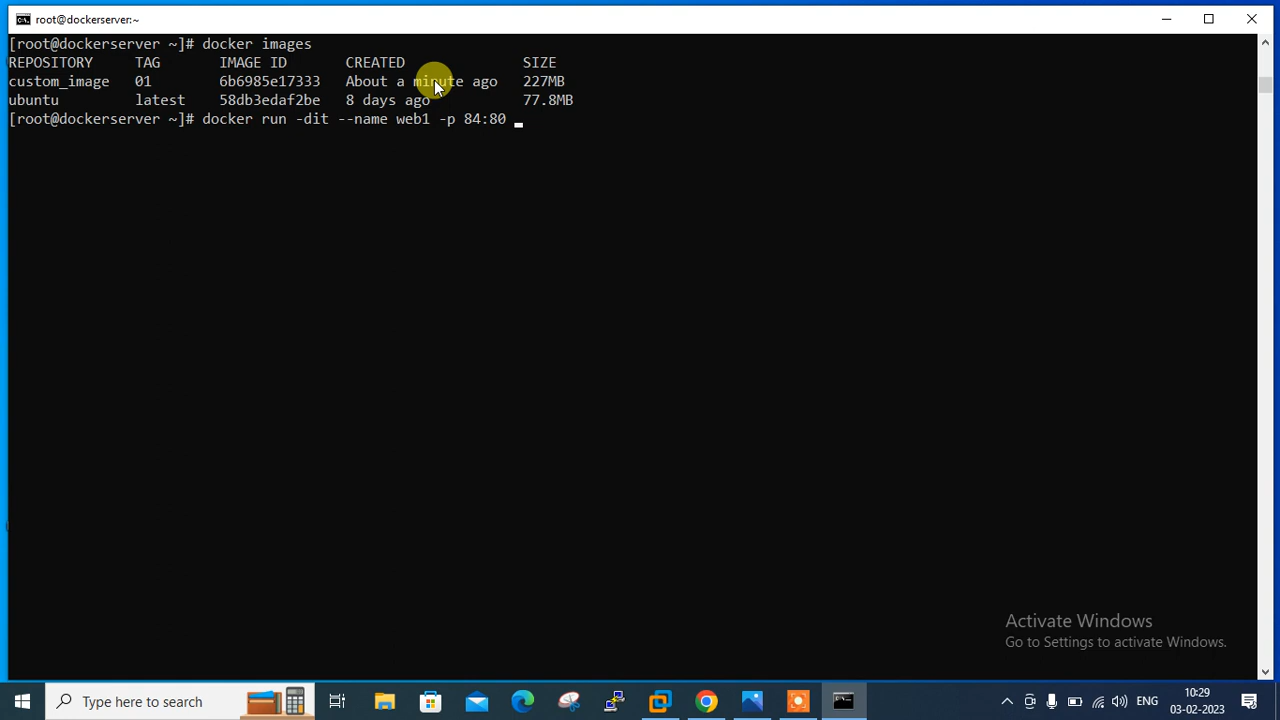 root@dockerserver:~
[root@dockerserver ~]# docker images
REPOSITORY TAG IMAGE ID CREATED SIZE
custom_image 01 6b6985e17333 About a minute ago 227MB
ubuntu latest 58db3edaf2be 8 days ago 77.8MB
[root@dockerserver ~]# docker run -dit --name web1 -p 84:80
Activate Windows
Go to Settings to activate Windows.
Type here to search
ENG
10:29
03-02-2023